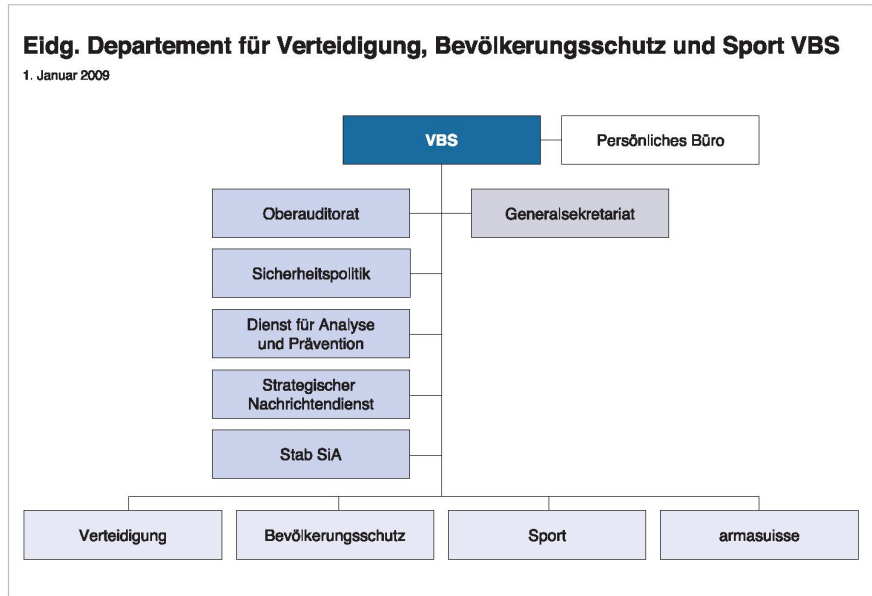 Eidg. Departement für Verteidigung, Bevölkerungsschutz und Sport VBS
1. Januar 2009
VBS
Persönliches Büro
Oberauditorat
Generalsekretariat
Sicherheitspolitik
Dienst für Analyse
und Prävention
Strategischer
Nachrichtendienst
Stab SiA
Verteidigung
Bevölkerungsschutz
Sport
armasuisse